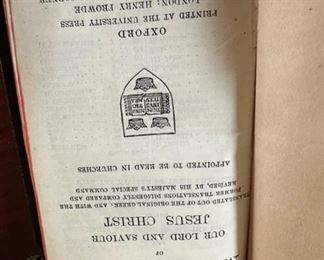 OF
OUR LORD AND SAVIOUR
JESUS CHRIST
TRANSLATED OUT OF THE ORIGINAL GREEK: AND WITH THE
FORMER TRANSLATIONS DILIGENTLY COMPARED AND
REVISED, BY HIS MAJESTY'S SPECIAL COMMAND
APPOINTED TO BE READ IN CHURCHES
OXFORD
PRINTED AT THE UNIVERSITY PRESS
LONDON: HENRY FROWDE
CORNER